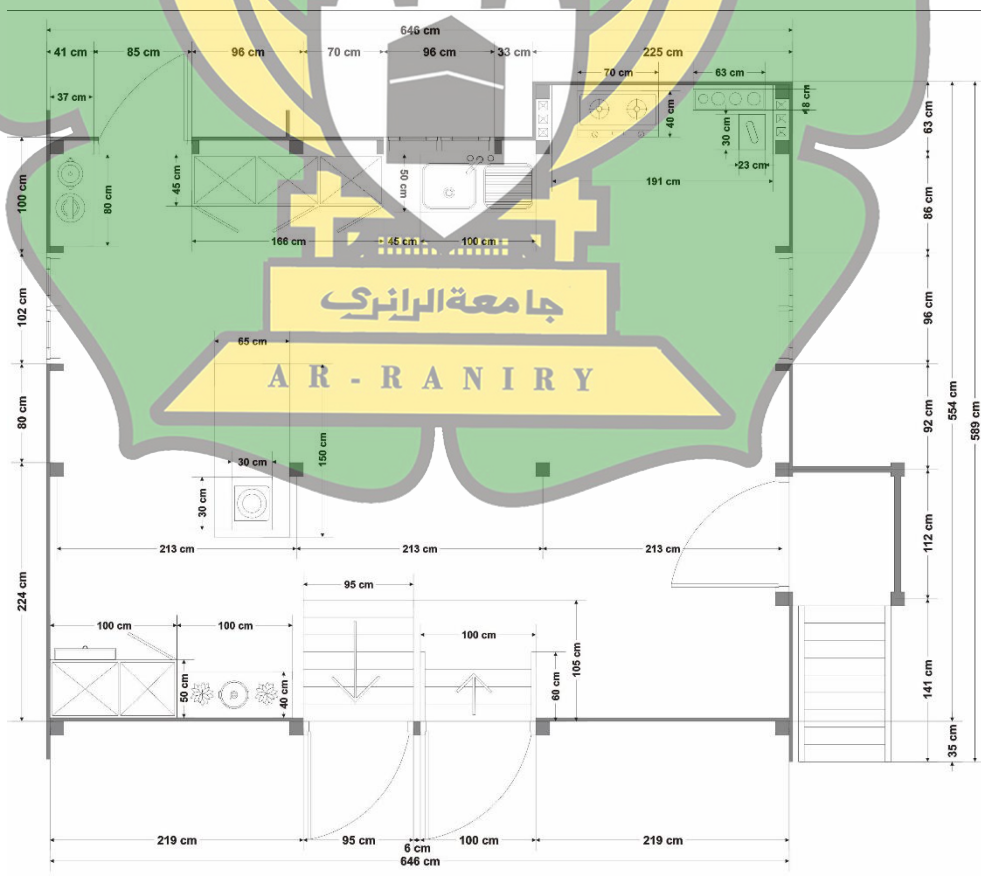 646 cm
41 cm 85 cm 96 cm 70 cm 96 cm 33 cm 225 cm
70 cm 63 cm
37 cm
40 cm
18 cm
63 cm
30 cm
23 cm
100 cm
80 cm
45 cm
50 cm
191 cm
86 cm
166 cm 45 cm 100 cm
102 cm
96 cm
جامعة الرانري
65 cm
AR-RANIRY
80 cm
150 cm
92 cm
554 cm
589 cm
30 cm
30 cm
213 cm 213 cm 213 cm
112 cm
224 cm
95 cm
100 cm 100 cm
100 cm
105 cm
50 cm
40 cm
60 cm
141 cm
35 cm
219 cm 95 cm 100 cm 219 cm
6 cm
646 cm